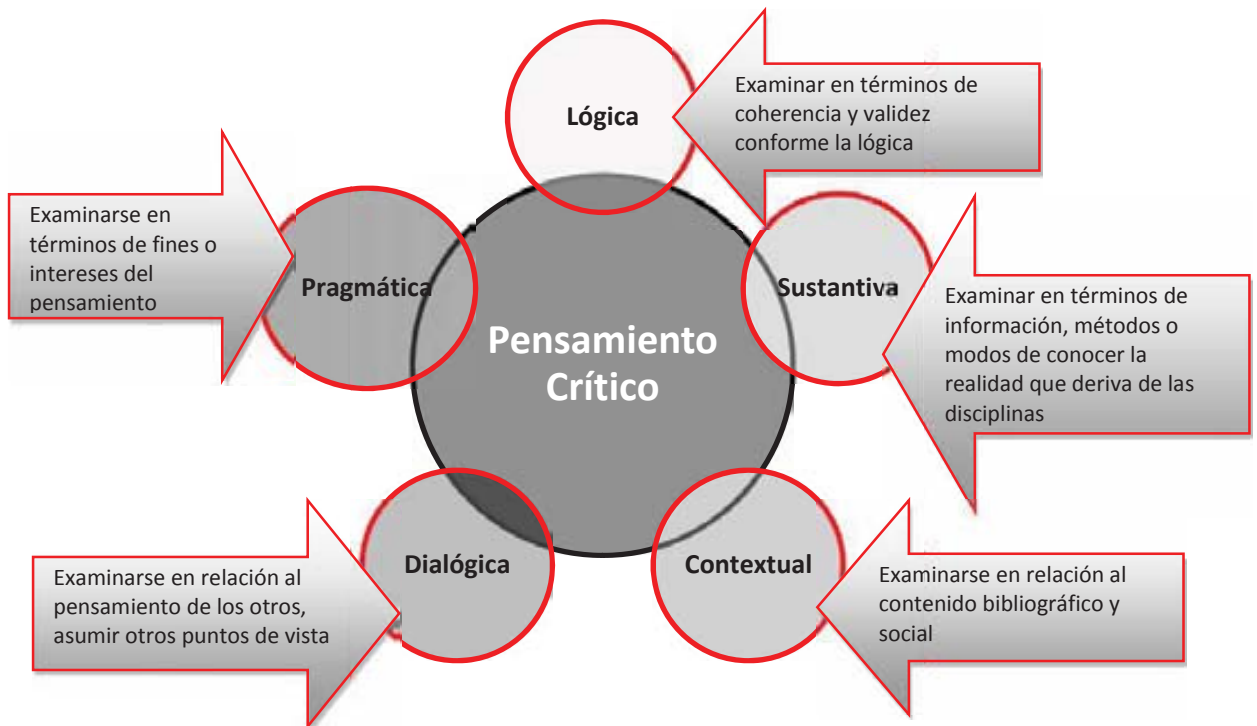 Lógica
Examinar en términos de
coherencia y validez
conforme la lógica
Examinarse en
términos de fines o
intereses del
pensamiento
Pragmática
Sustantiva
Examinar en términos de
información, métodos o
modos de conocer la
realidad que deriva de las
disciplinas
Pensamiento
Crítico
Dialógica
Examinarse en relación al
pensamiento de los otros,
asumir otros puntos de vista
Contextual
Examinarse en relación al
contenido bibliográfico y
social